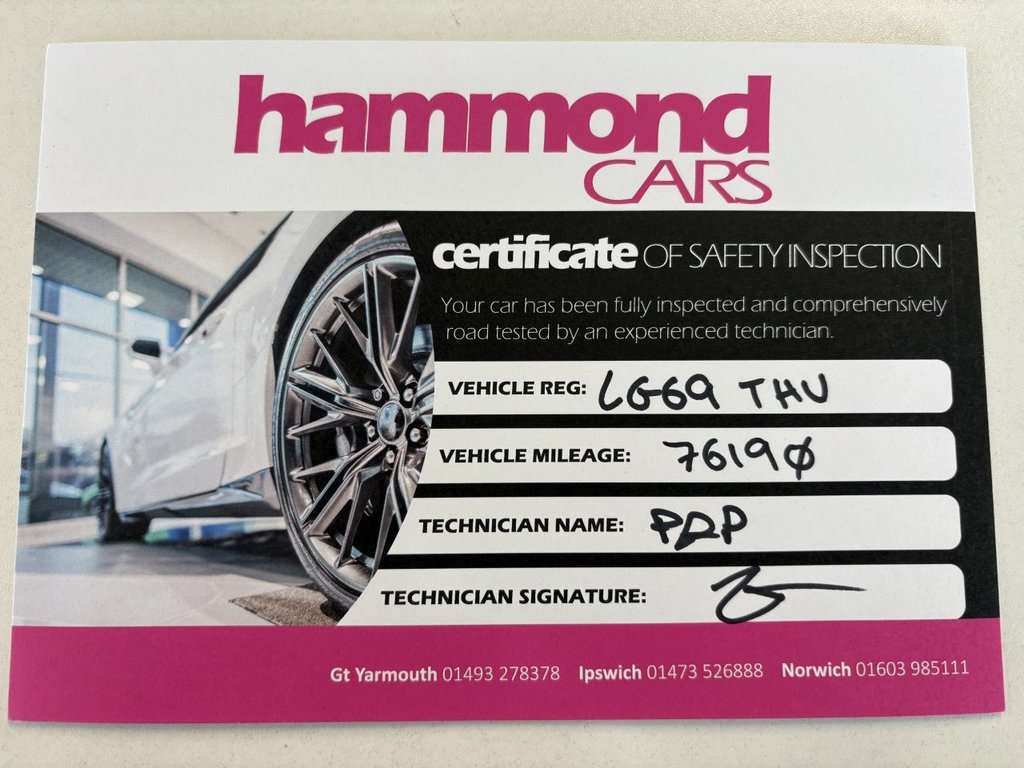 hammond
CARS
certificate OF SAFETY INSPECTION
Your car has been fully inspected and comprehensively
road tested by an experienced technician.
VEHICLE REG: LG69 THU
VEHICLE MILEAGE: 76190
TECHNICIAN NAME: PDP
TECHNICIAN SIGNATURE:
Gt Yarmouth 01493 278378 Ipswich 01473 526888 Norwich 01603 985111